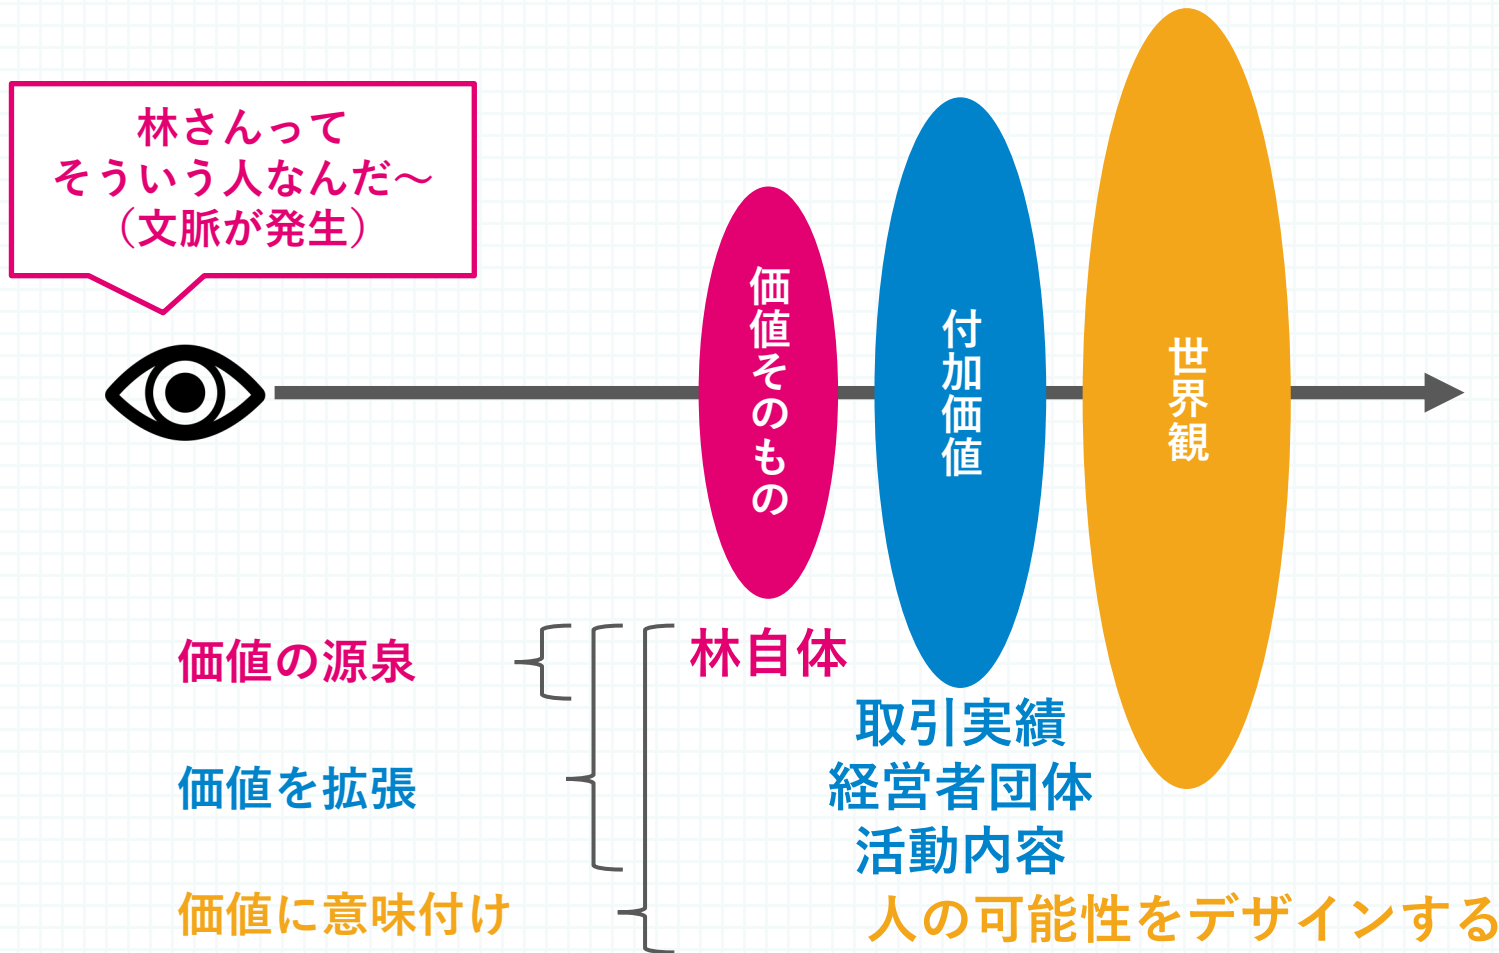 林さんって
そういう人なんだ～
（文脈が発生）
価値そのもの
付加価値
世界観
価値の源泉
林自体
取引実績
価値を拡張
経営者団体
活動内容
価値に意味付け
人の可能性をデザインする